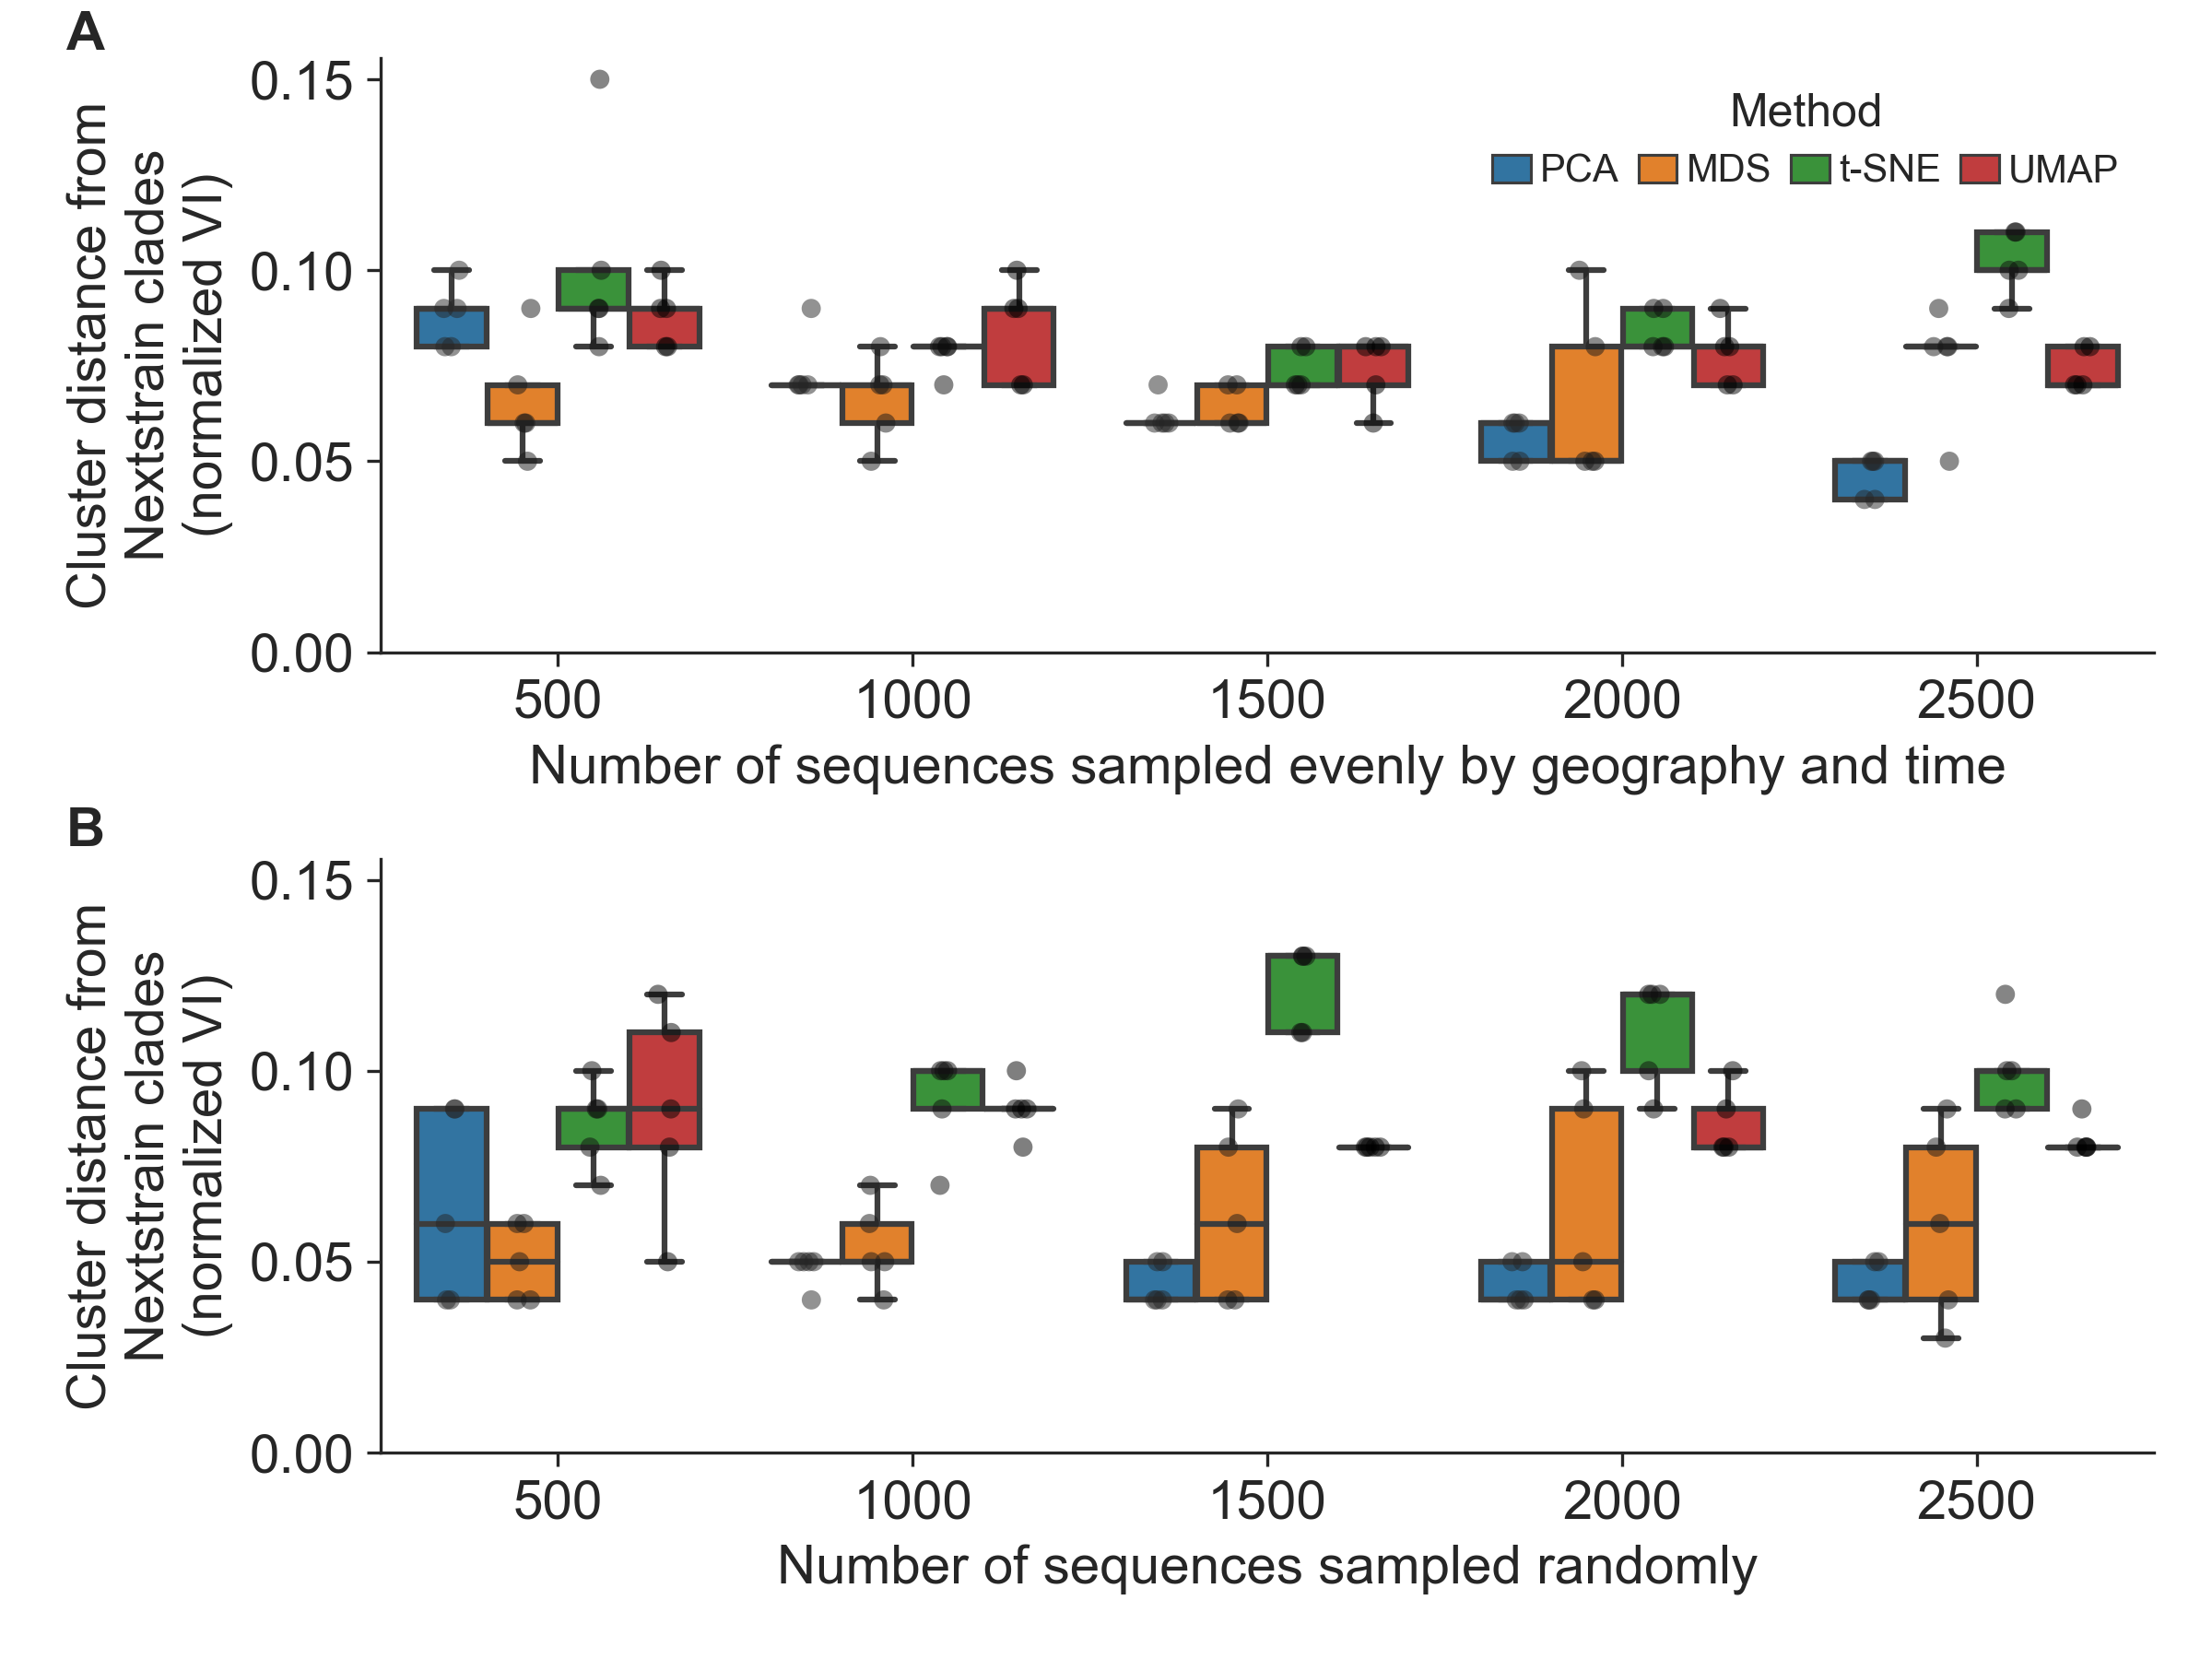 A
0.15
0.10
0.05
0.00
Cluster distance from
Nextstrain clades
(normalized VI)
Method
PCA MDS t-SNE UMAP
500 1000 1500 2000 2500
Number of sequences sampled evenly by geography and time
B
0.15
0.10
0.05
0.00
Cluster distance from
Nextstrain clades
(normalized VI)
500 1000 1500 2000 2500
Number of sequences sampled randomly